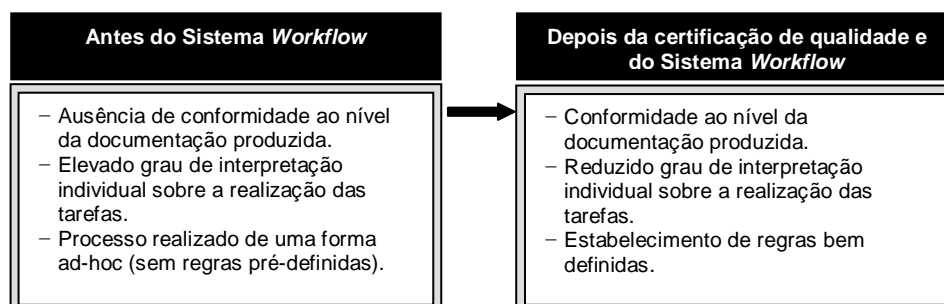 Antes do Sistema Workflow
– Ausência de conformidade ao nível
da documentação produzida.
– Elevado grau de interpretação
individual sobre a realização das
tarefas.
– Processo realizado de uma forma
ad-hoc (sem regras pré-definidas).
Depois da certificação de qualidade e
do Sistema Workflow
– Conformidade ao nível da
documentação produzida.
– Reduzido grau de interpretação
individual sobre a realização das
tarefas.
– Estabelecimento de regras bem
definidas.